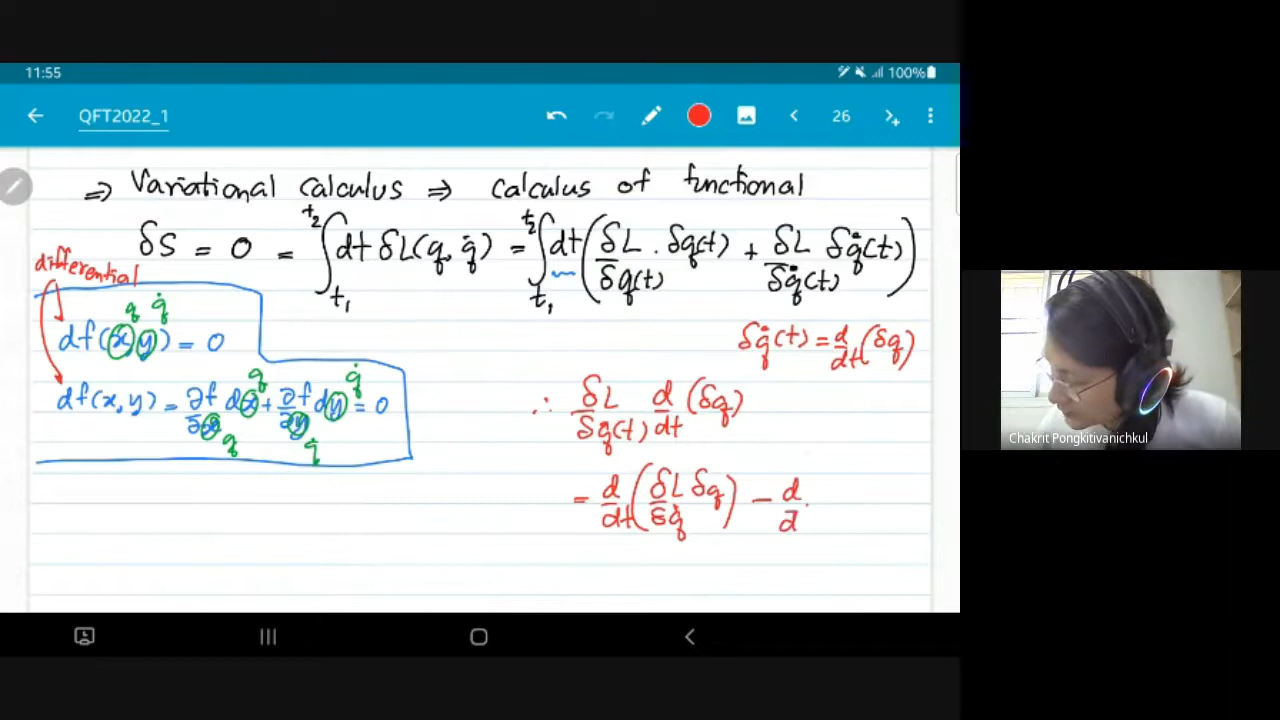 11:55 100%
QFT2022_1 26
⇒ Variational calculus ⇒ calculus of functional
δS = 0 = ∫_{t₁}^{t₂} dt δL(q, q̇) = ∫_{t₁}^{t₂} dt (δL/δq(t) · δq(t) + δL/δq̇(t) δq̇(t))
differential
q q̇
df(x, y) = 0
δq̇(t) = d/dt (δq)
q q̇
df(x, y) = ∂f/∂x dx + ∂f/∂y dy = 0
q q̇
∴ δL/δq̇(t) d/dt (δq)
= d/dt (δL/δq̇ δq) − d/d
Chakrit Pongkitivanichkul